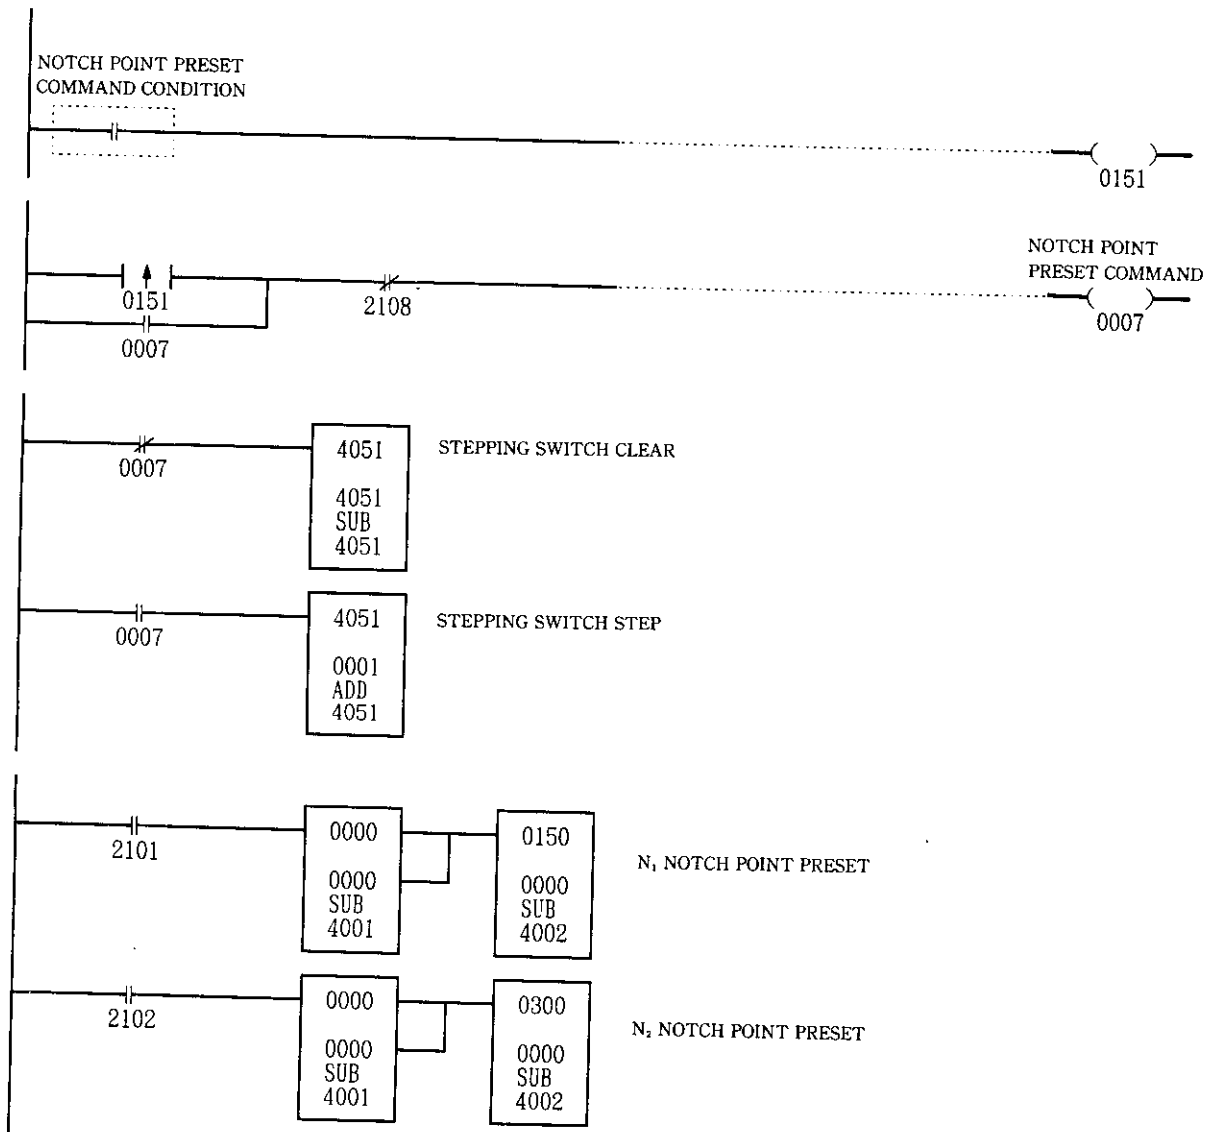 NOTCH POINT PRESET
COMMAND CONDITION
0151
NOTCH POINT
PRESET COMMAND
0151
2108
0007
0007
0007
4051
4051
SUB
4051
STEPPING SWITCH CLEAR
0007
4051
0001
ADD
4051
STEPPING SWITCH STEP
2101
0000
0000
SUB
4001
0150
0000
SUB
4002
N₁ NOTCH POINT PRESET
2102
0000
0000
SUB
4001
0300
0000
SUB
4002
N₂ NOTCH POINT PRESET